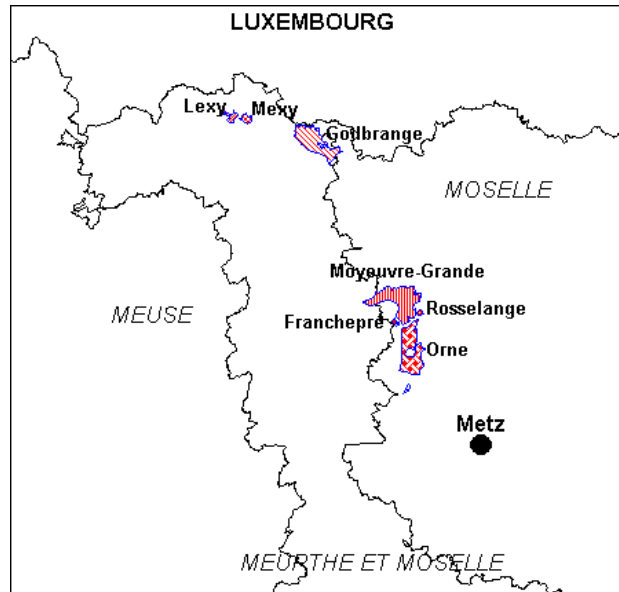 LUXEMBOURG
Lexy
Mexy
Godbrange
MOSELLE
Moyeuvre-Grande
MEUSE
Franchepré
Rosselange
Orne
Metz
MEURTHE ET MOSELLE